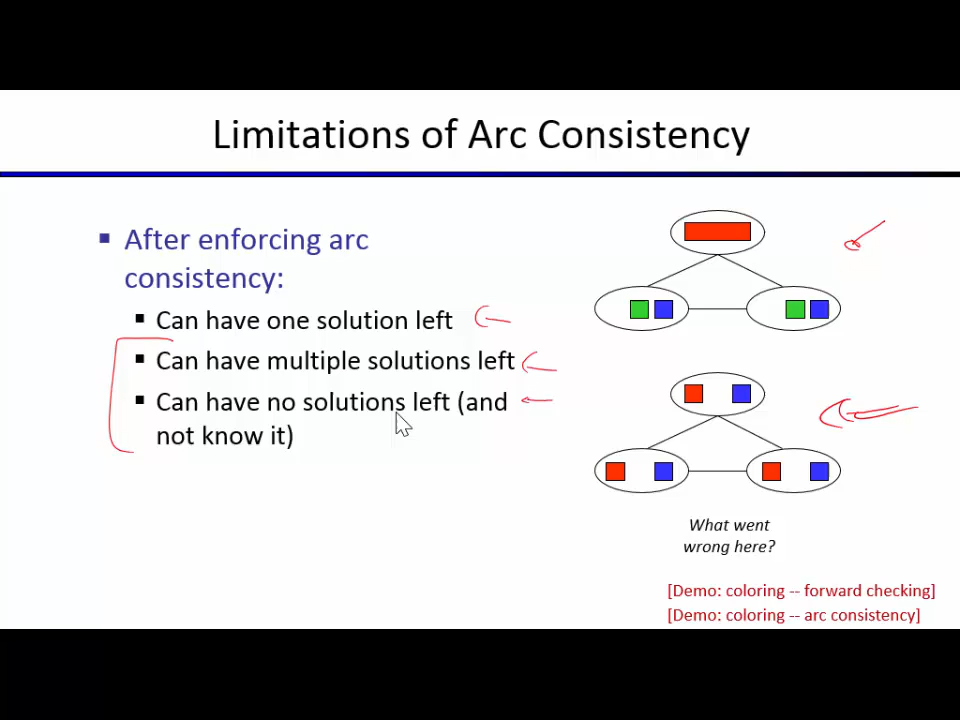 Limitations of Arc Consistency
▪ After enforcing arc
consistency:
▪ Can have one solution left
▪ Can have multiple solutions left
▪ Can have no solutions left (and
not know it)
What went
wrong here?
[Demo: coloring -- forward checking]
[Demo: coloring -- arc consistency]